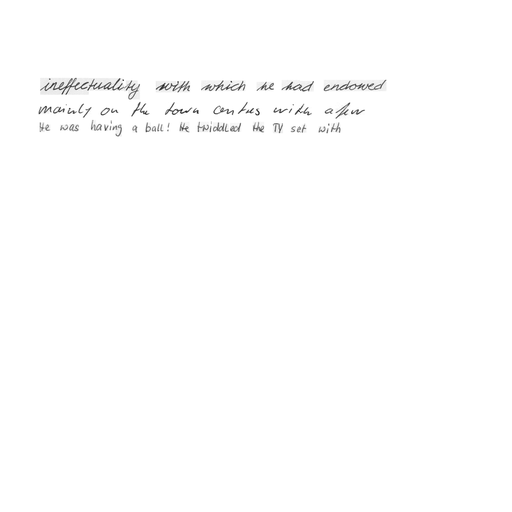 ineffectuality with which he had endowed
mainly on the town centres with a few
He was having a ball! He twiddled the TV set with